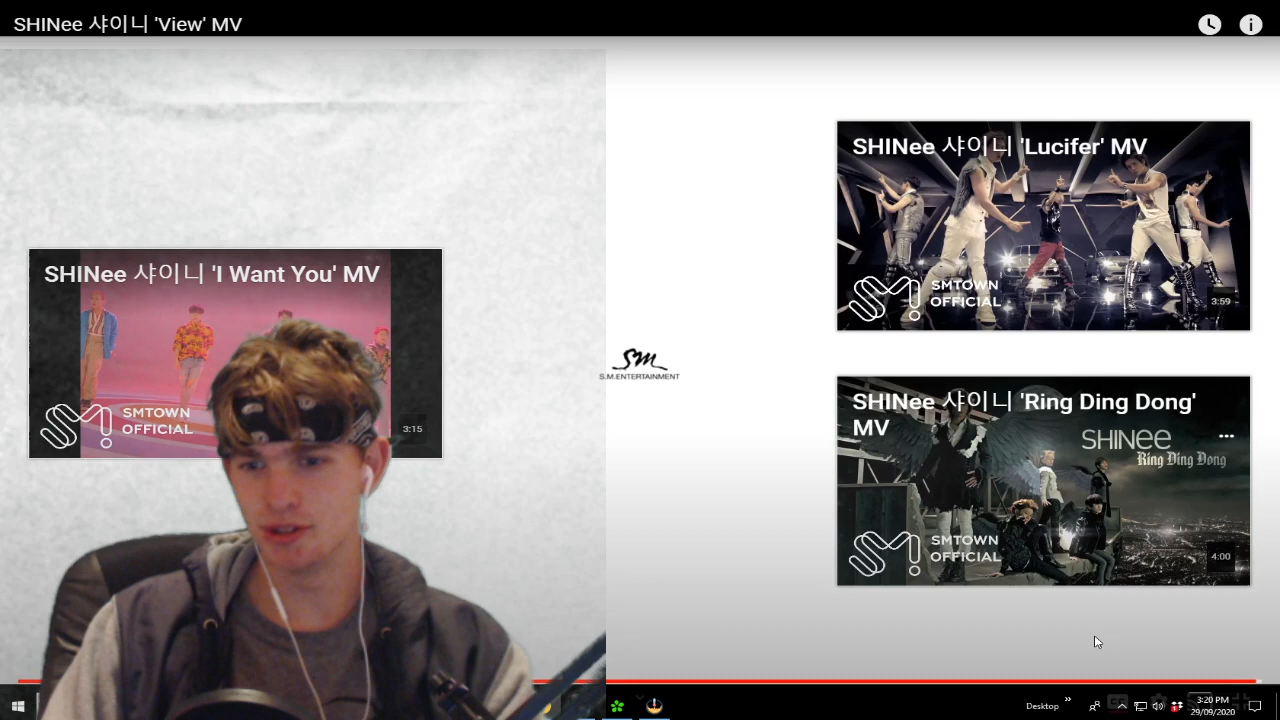 SHINee 샤이니 'View' MV
SHINee 샤이니 'I Want You' MV
SMTOWN
OFFICIAL
3:15
S.M.ENTERTAINMENT
SHINee 샤이니 'Lucifer' MV
SMTOWN
OFFICIAL
3:59
SHINee 샤이니 'Ring Ding Dong'
MV
SHINee
Ring Ding Dong
SMTOWN
OFFICIAL
4:00
Desktop
3:20 PM
29/09/2020